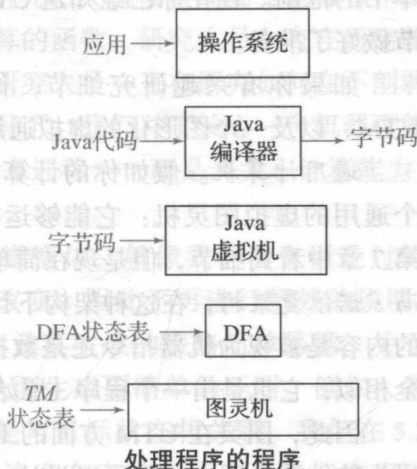 应用
操作系统
Java代码
Java
编译器
字节码
字节码
Java
虚拟机
DFA状态表
DFA
TM
状态表
图灵机
处理程序的程序